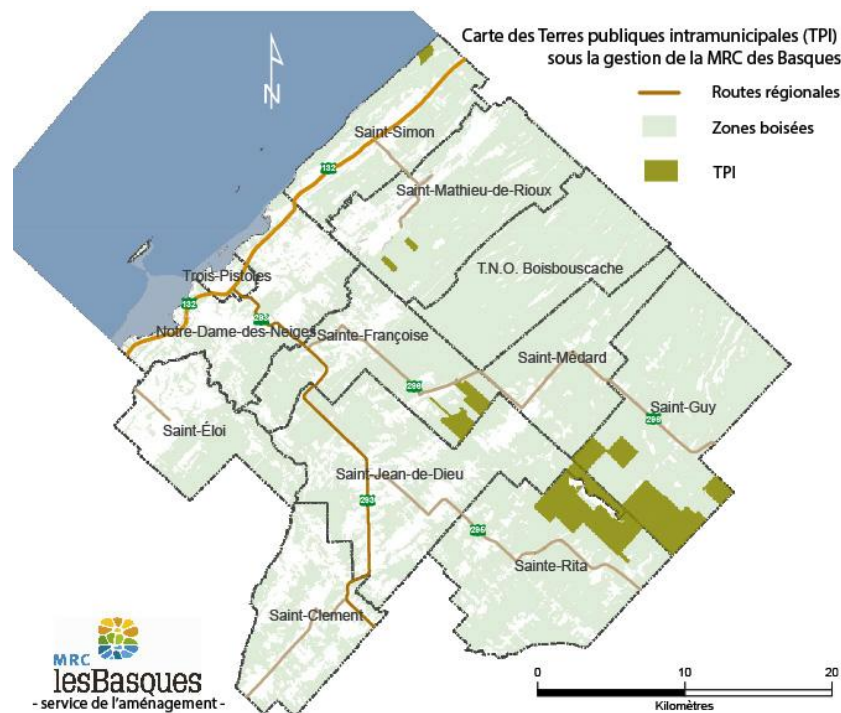 Carte des Terres publiques intramunicipales (TPI)
sous la gestion de la MRC des Basques
N
Routes régionales
Zones boisées
TPI
Saint-Simon
132
Saint-Mathieu-de-Rioux
T.N.O. Boisbouscache
Trois-Pistoles
132
293
Notre-Dame-des-Neiges
Sainte-Françoise
Saint-Médard
296
Saint-Guy
295
Saint-Éloi
Saint-Jean-de-Dieu
293
295
Sainte-Rita
Saint-Clement
MRC
lesBasques
- service de l'aménagement -
0 10 20
Kilomètres